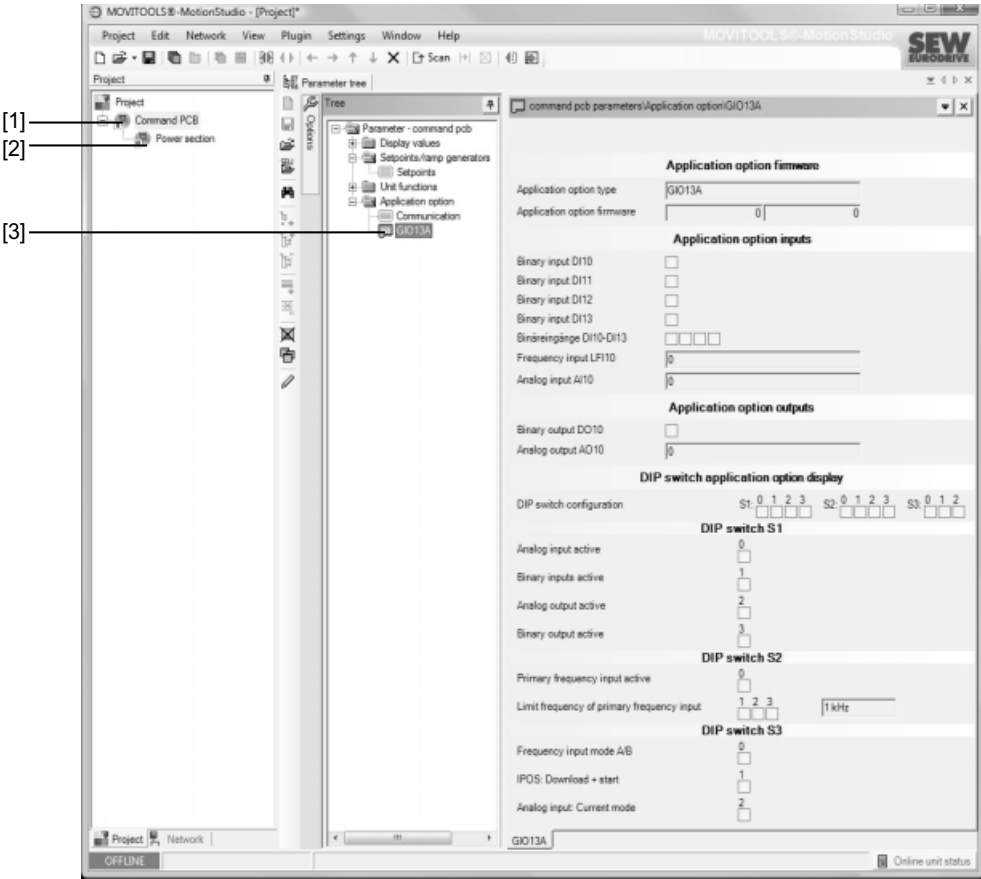 MOVITOOLS®-MotionStudio - [Project]*
Project Edit Network View Plugin Settings Window Help
MOVITOOLS®-MotionStudio
SEW
EURODRIVE
Scan
Project
Parameter tree
Options
Tree
command pcb parameters\Application option\GIO13A
[1]
[2]
[3]
Project
Command PCB
Power section
Parameter - command pcb
Display values
Setpoints/ramp generators
Setpoints
Unit functions
Application option
Communication
GIO13A
Application option firmware
Application option type GIO13A
Application option firmware 0 0
Application option inputs
Binary input DI10
Binary input DI11
Binary input DI12
Binary input DI13
Binäreingänge DI10-DI13
Frequency input LFI10 0
Analog input AI10 0
Application option outputs
Binary output DO10
Analog output AO10 0
DIP switch application option display
DIP switch configuration S1: 0 1 2 3 S2: 0 1 2 3 S3: 0 1 2
DIP switch S1
Analog input active 0
Binary inputs active 1
Analog output active 2
Binary output active 3
DIP switch S2
Primary frequency input active 0
Limit frequency of primary frequency input 1 2 3 1 kHz
DIP switch S3
Frequency input mode A/B 0
IPOS: Download + start 1
Analog input: Current mode 2
Project Network
GIO13A
OFFLINE
Online unit status